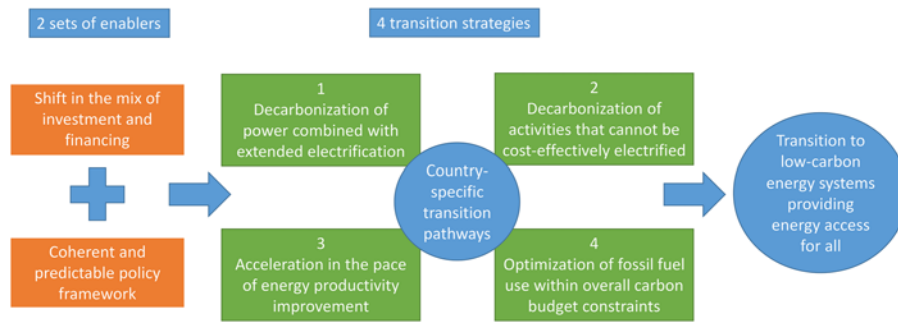 2 sets of enablers
4 transition strategies
Shift in the mix of
investment and
financing
Coherent and
predictable policy
framework
1
Decarbonization of
power combined with
extended electrification
2
Decarbonization of
activities that cannot be
cost-effectively electrified
Country-
specific
transition
pathways
3
Acceleration in the pace
of energy productivity
improvement
4
Optimization of fossil fuel
use within overall carbon
budget constraints
Transition to
low-carbon
energy systems
providing
energy access
for all